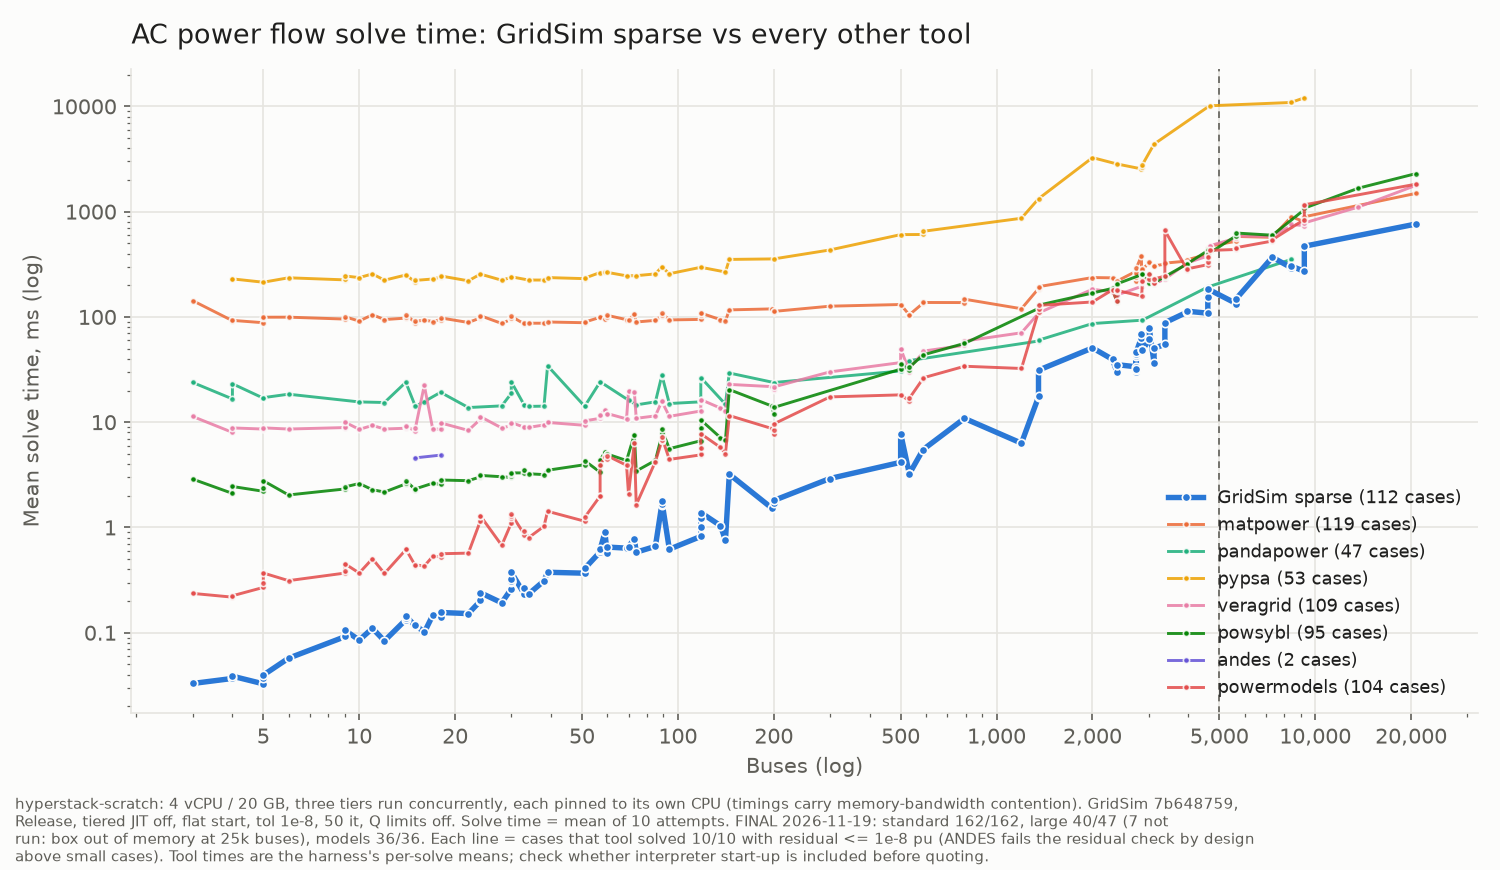 AC power flow solve time: GridSim sparse vs every other tool
Mean solve time, ms (log)
10000
1000
100
10
1
0.1
5
10
20
50
100
200
500
1,000
2,000
5,000
10,000
20,000
Buses (log)
GridSim sparse (112 cases)
matpower (119 cases)
pandapower (47 cases)
pypsa (53 cases)
veragrid (109 cases)
powsybl (95 cases)
andes (2 cases)
powermodels (104 cases)
hyperstack-scratch: 4 vCPU / 20 GB, three tiers run concurrently, each pinned to its own CPU (timings carry memory-bandwidth contention). GridSim 7b648759,
Release, tiered JIT off, flat start, tol 1e-8, 50 it, Q limits off. Solve time = mean of 10 attempts. FINAL 2026-11-19: standard 162/162, large 40/47 (7 not
run: box out of memory at 25k buses), models 36/36. Each line = cases that tool solved 10/10 with residual <= 1e-8 pu (ANDES fails the residual check by design
above small cases). Tool times are the harness's per-solve means; check whether interpreter start-up is included before quoting.